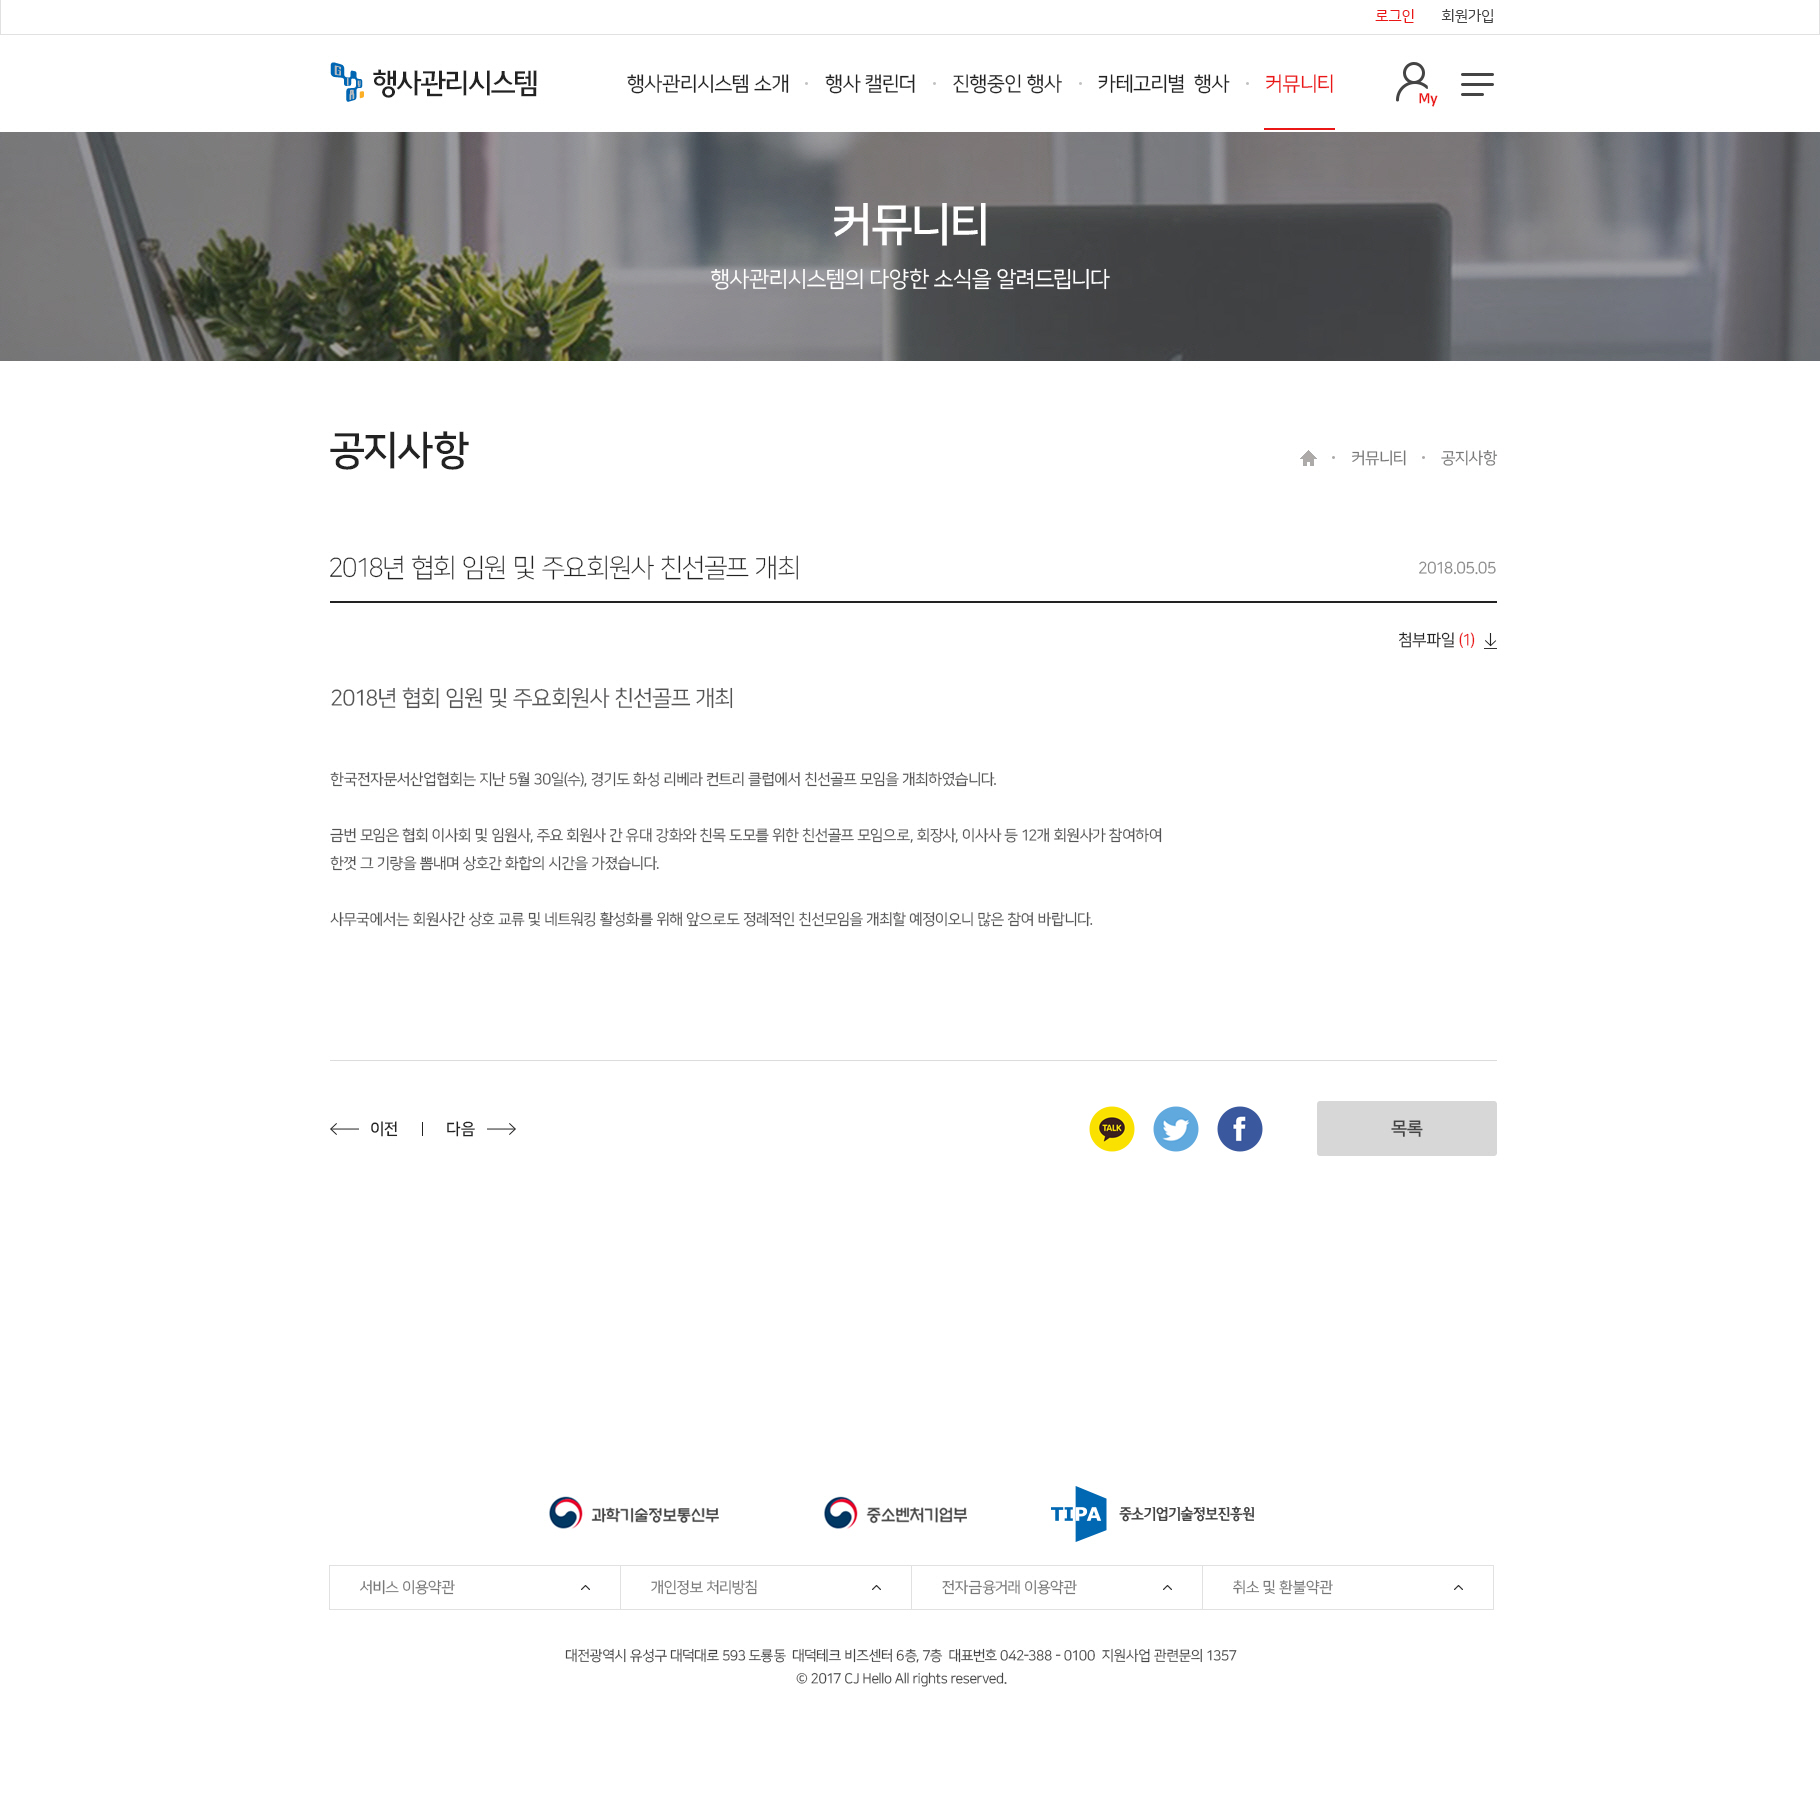 로그인 회원가입
행사관리시스템 행사관리시스템 소개 · 행사 캘린더 · 진행중인 행사 · 카테고리별 행사 · 커뮤니티 My
커뮤니티
행사관리시스템의 다양한 소식을 알려드립니다
공지사항
· 커뮤니티 · 공지사항
2018년 협회 임원 및 주요회원사 친선골프 개최 2018.05.05
첨부파일 (1)
2018년 협회 임원 및 주요회원사 친선골프 개최
한국전자문서산업협회는 지난 5월 30일(수), 경기도 화성 리베라 컨트리 클럽에서 친선골프 모임을 개최하였습니다.
금번 모임은 협회 이사회 및 임원사, 주요 회원사 간 유대 강화와 친목 도모를 위한 친선골프 모임으로, 회장사, 이사사 등 12개 회원사가 참여하여
한껏 그 기량을 뽐내며 상호간 화합의 시간을 가졌습니다.
사무국에서는 회원사간 상호 교류 및 네트워킹 활성화를 위해 앞으로도 정례적인 친선모임을 개최할 예정이오니 많은 참여 바랍니다.
이전 | 다음 TALK f 목록
과학기술정보통신부 중소벤처기업부 TIPA 중소기업기술정보진흥원
서비스 이용약관 개인정보 처리방침 전자금융거래 이용약관 취소 및 환불약관
대전광역시 유성구 대덕대로 593 도룡동 대덕테크 비즈센터 6층, 7층 대표번호 042-388 - 0100 지원사업 관련문의 1357
© 2017 CJ Hello All rights reserved.